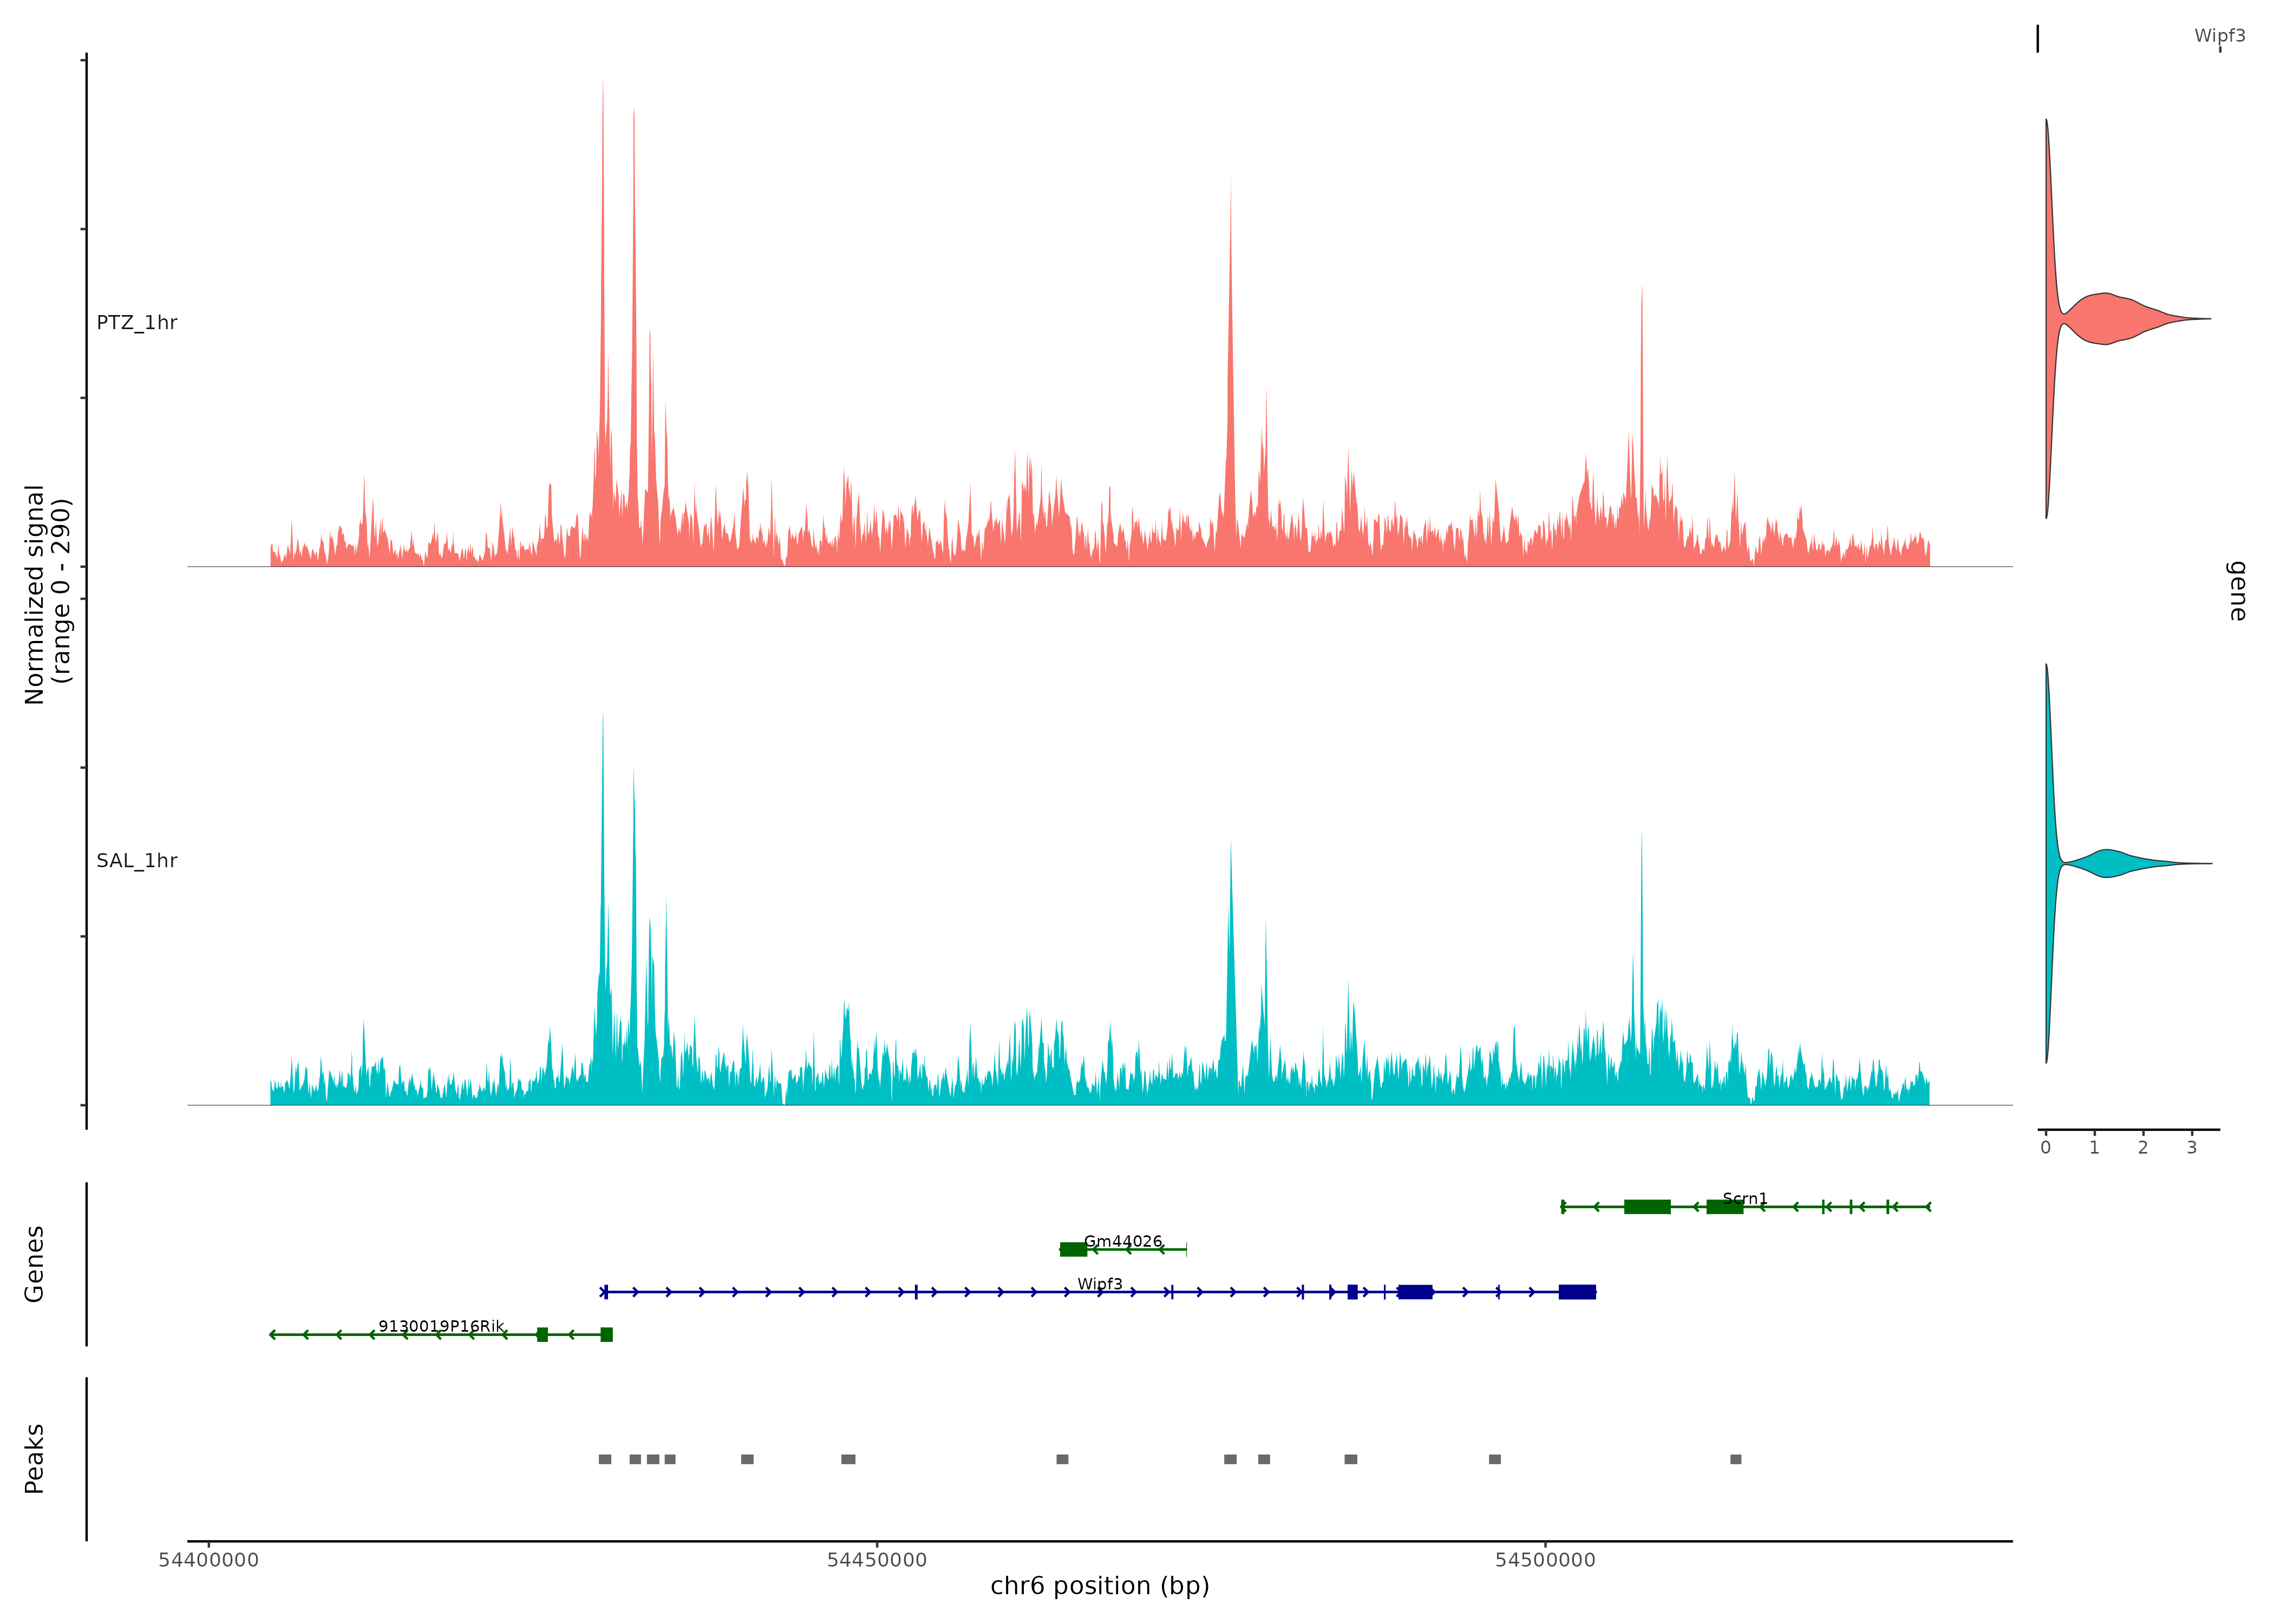 Wipf3
PTZ_1hr
Normalized signal
(range 0 - 290)
gene
SAL_1hr
0 1 2 3
Genes
Scrn1
Gm44026
Wipf3
9130019P16Rik
Peaks
54400000 54450000 54500000
chr6 position (bp)